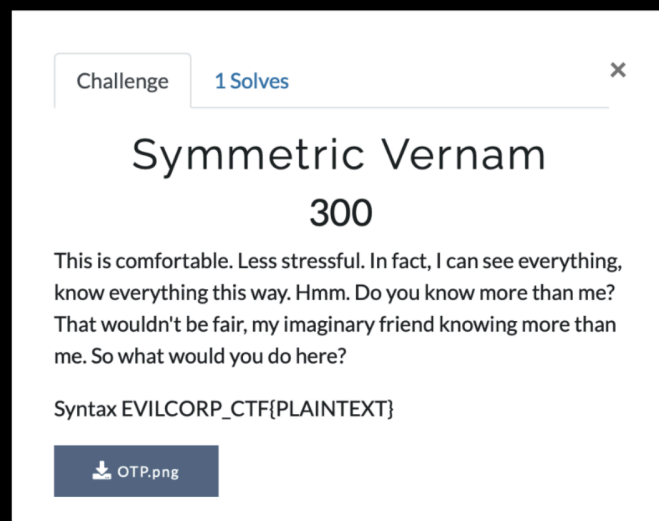 Challenge
1 Solves
×
Symmetric Vernam
300
This is comfortable. Less stressful. In fact, I can see everything,
know everything this way. Hmm. Do you know more than me?
That wouldn't be fair, my imaginary friend knowing more than
me. So what would you do here?
Syntax EVILCORP_CTF{PLAINTEXT}
OTP.png